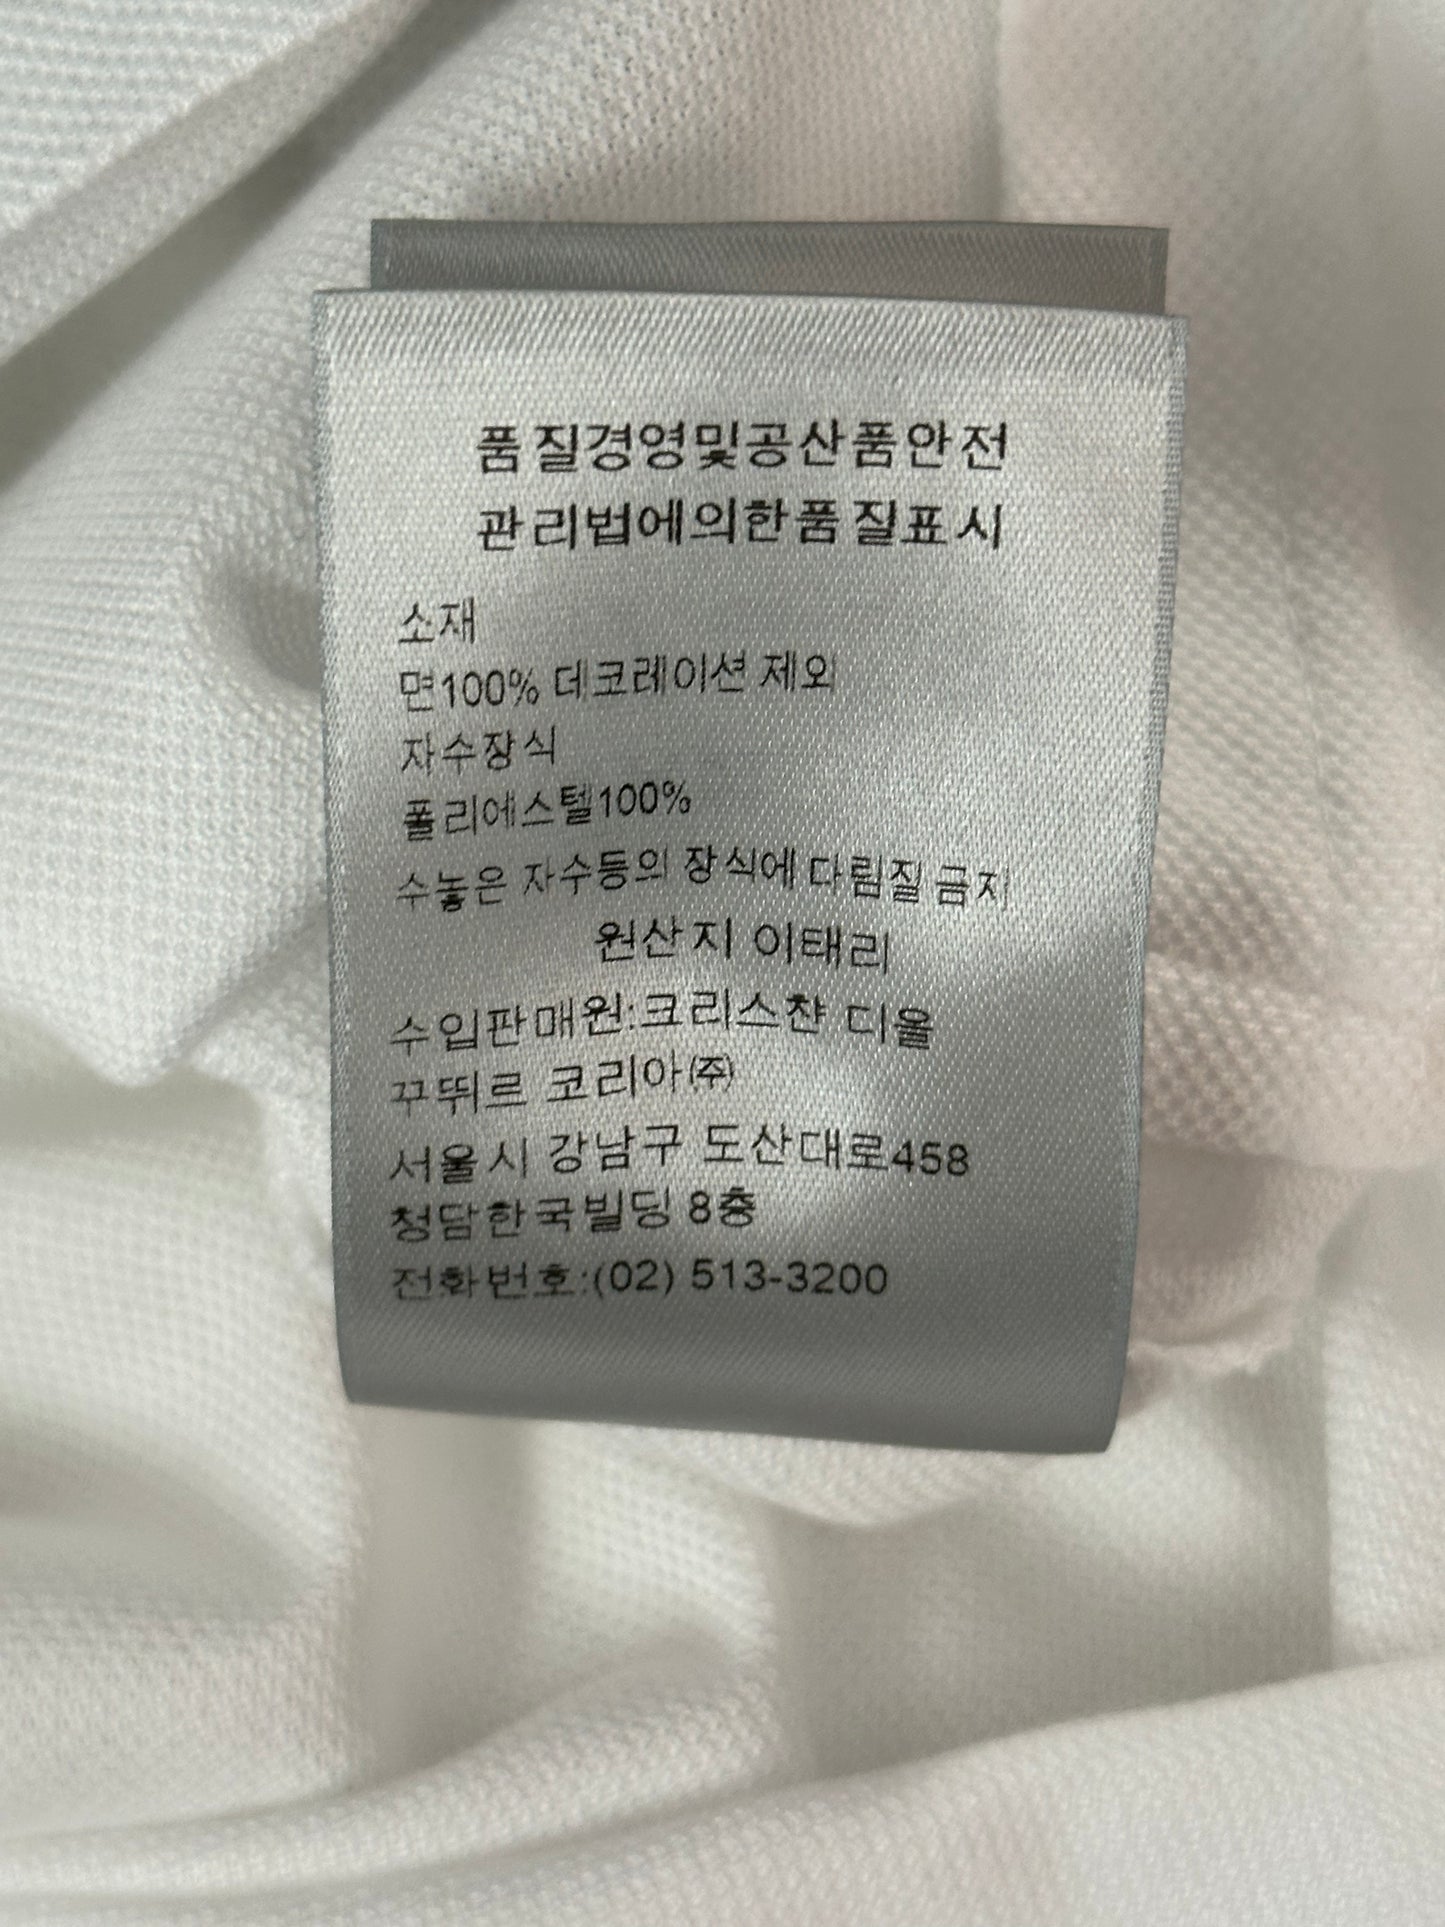 품질경영및공산품안전
관리법에의한품질표시
소재
면100% 데코레이션 제외
자수장식
폴리에스텔100%
수놓은 자수등의 장식에 다림질 금지
원산지 이태리
수입판매원:크리스챤 디올
꾸뛰르 코리아㈜
서울시 강남구 도산대로458
청담한국빌딩 8층
전화번호:(02) 513-3200